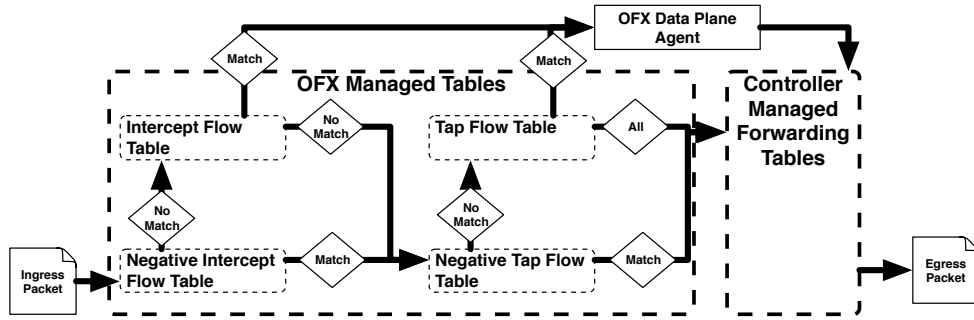 OFX Data Plane
Agent
Match
Match
OFX Managed Tables
Controller
Managed
Forwarding
Tables
Intercept Flow
Table
No
Match
Tap Flow Table
All
No
Match
No
Match
Ingress
Packet
Negative Intercept
Flow Table
Match
Negative Tap Flow
Table
Match
Egress
Packet